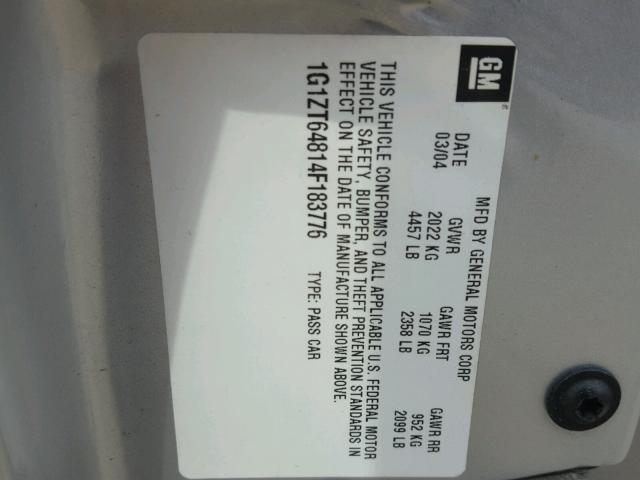 GM
MFD BY GENERAL MOTORS CORP
DATE GVWR GAWR FRT GAWR RR
03/04 2022 KG 1070 KG 952 KG
4457 LB 2358 LB 2099 LB
THIS VEHICLE CONFORMS TO ALL APPLICABLE U.S. FEDERAL MOTOR
VEHICLE SAFETY, BUMPER, AND THEFT PREVENTION STANDARDS IN
EFFECT ON THE DATE OF MANUFACTURE SHOWN ABOVE.
1G1ZT64814F183776 TYPE: PASS CAR